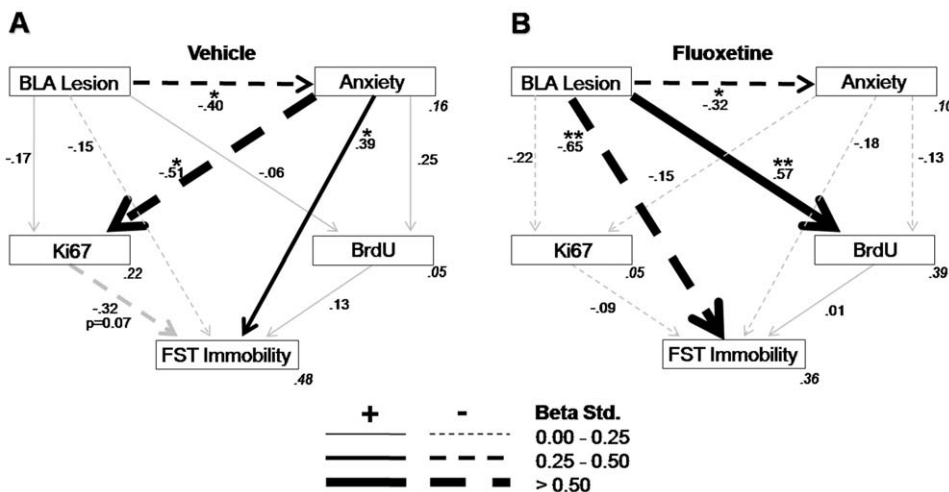 A
Vehicle
BLA Lesion
Anxiety
*
-.40
.16
*
.39
-.17
-.15
*
-.51
-.06
.25
Ki67
BrdU
.22
.05
-.32
p=0.07
.13
FST Immobility
.48
B
Fluoxetine
BLA Lesion
Anxiety
*
-.32
.10
**
-.65
-.18
-.22
-.15
**
.57
-.13
Ki67
BrdU
.05
.39
-.09
.01
FST Immobility
.36
+ - Beta Std.
0.00 - 0.25
0.25 - 0.50
> 0.50